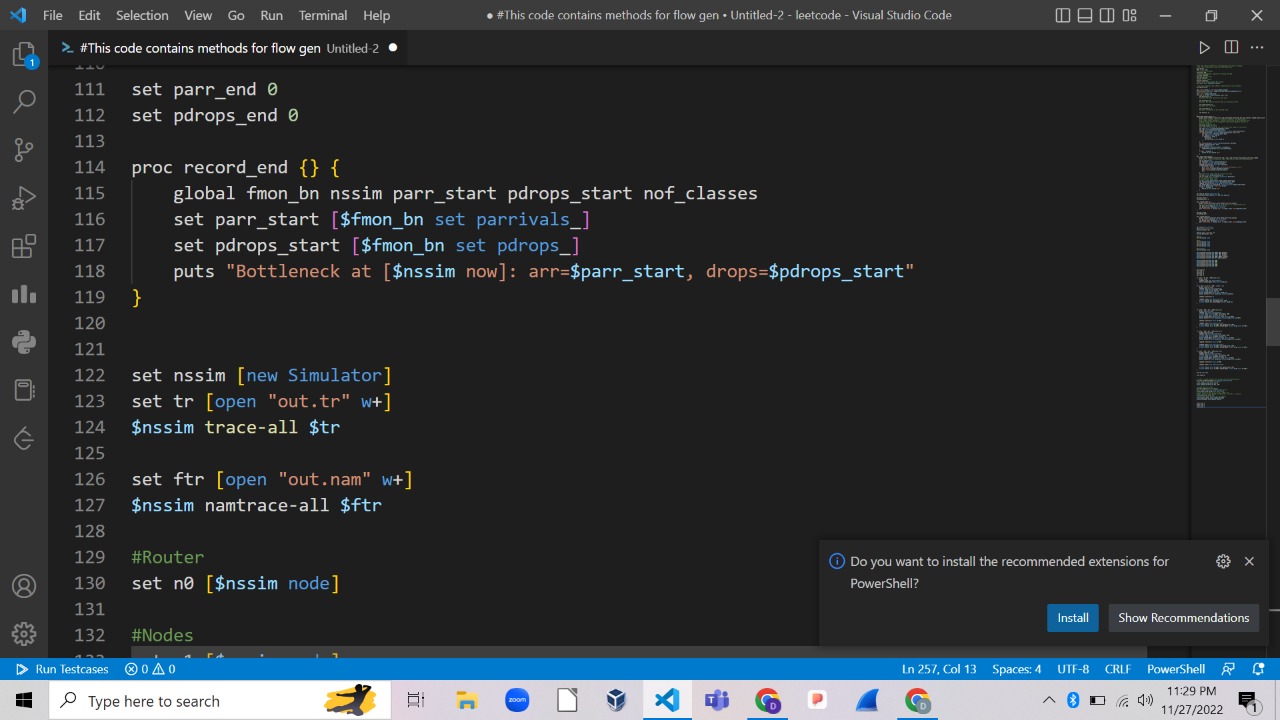 File Edit Selection View Go Run Terminal Help
● #This code contains methods for flow gen • Untitled-2 - leetcode - Visual Studio Code
#This code contains methods for flow gen Untitled-2 ●
110
111 set parr_end 0
112 set pdrops_end 0
113
114 proc record_end {} {
115 global fmon_bn nssim parr_start pdrops_start nof_classes
116 set parr_start [$fmon_bn set parrivals_]
117 set pdrops_start [$fmon_bn set pdrops_]
118 puts "Bottleneck at [$nssim now]: arr=$parr_start, drops=$pdrops_start"
119 }
120
121
122 set nssim [new Simulator]
123 set tr [open "out.tr" w+]
124 $nssim trace-all $tr
125
126 set ftr [open "out.nam" w+]
127 $nssim namtrace-all $ftr
128
129 #Router
130 set n0 [$nssim node]
131
132 #Nodes
Do you want to install the recommended extensions for
PowerShell?
Install Show Recommendations
1
Run Testcases 0 0
Ln 257, Col 13 Spaces: 4 UTF-8 CRLF PowerShell
Type here to search
zoom
11:29 PM
11/27/2022
1